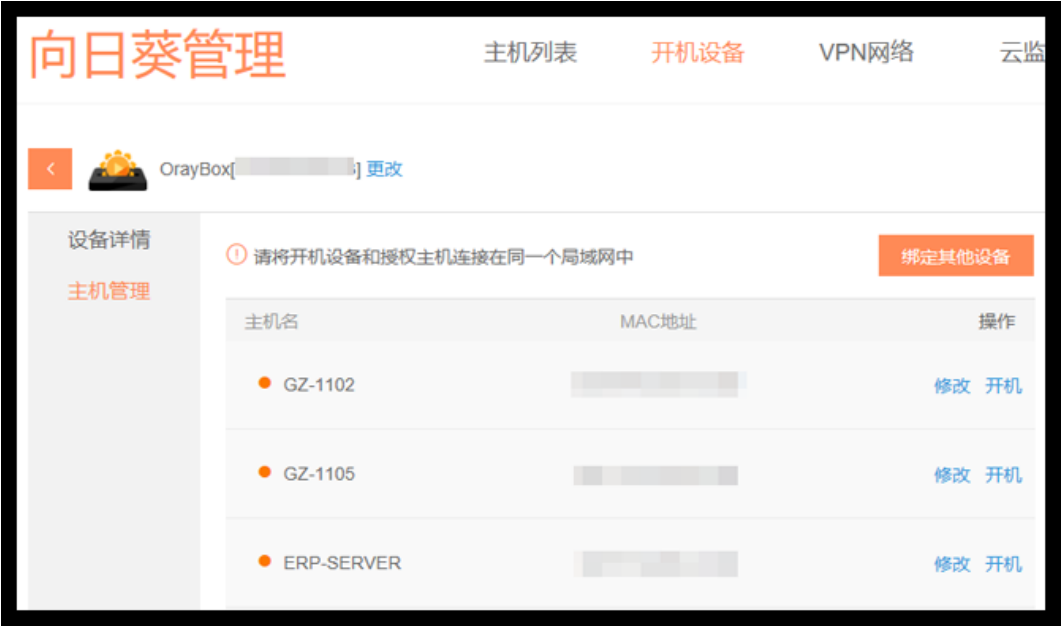 向日葵管理 主机列表 开机设备 VPN网络 云监
OrayBox[ ] 更改
设备详情
主机管理
请将开机设备和授权主机连接在同一个局域网中 绑定其他设备
主机名 MAC地址 操作
GZ-1102 修改 开机
GZ-1105 修改 开机
ERP-SERVER 修改 开机